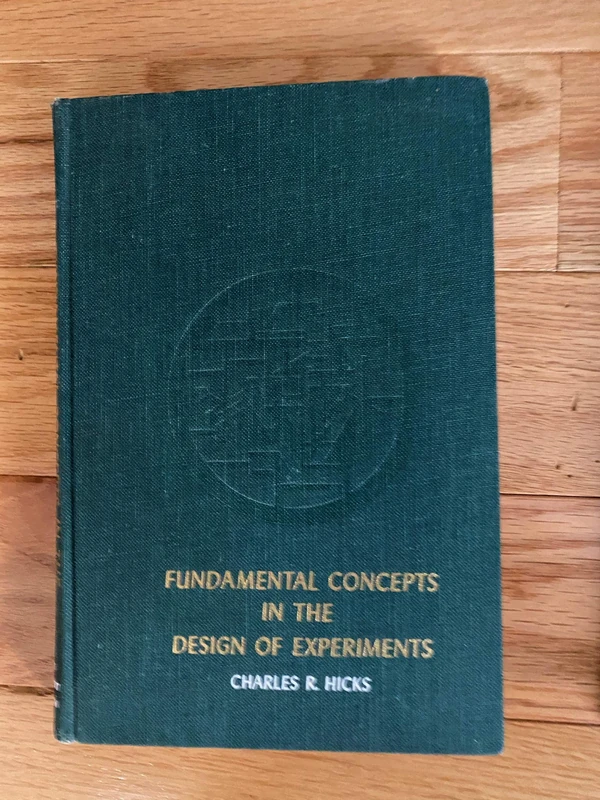 FUNDAMENTAL CONCEPTS
IN THE
DESIGN OF EXPERIMENTS
CHARLES R. HICKS